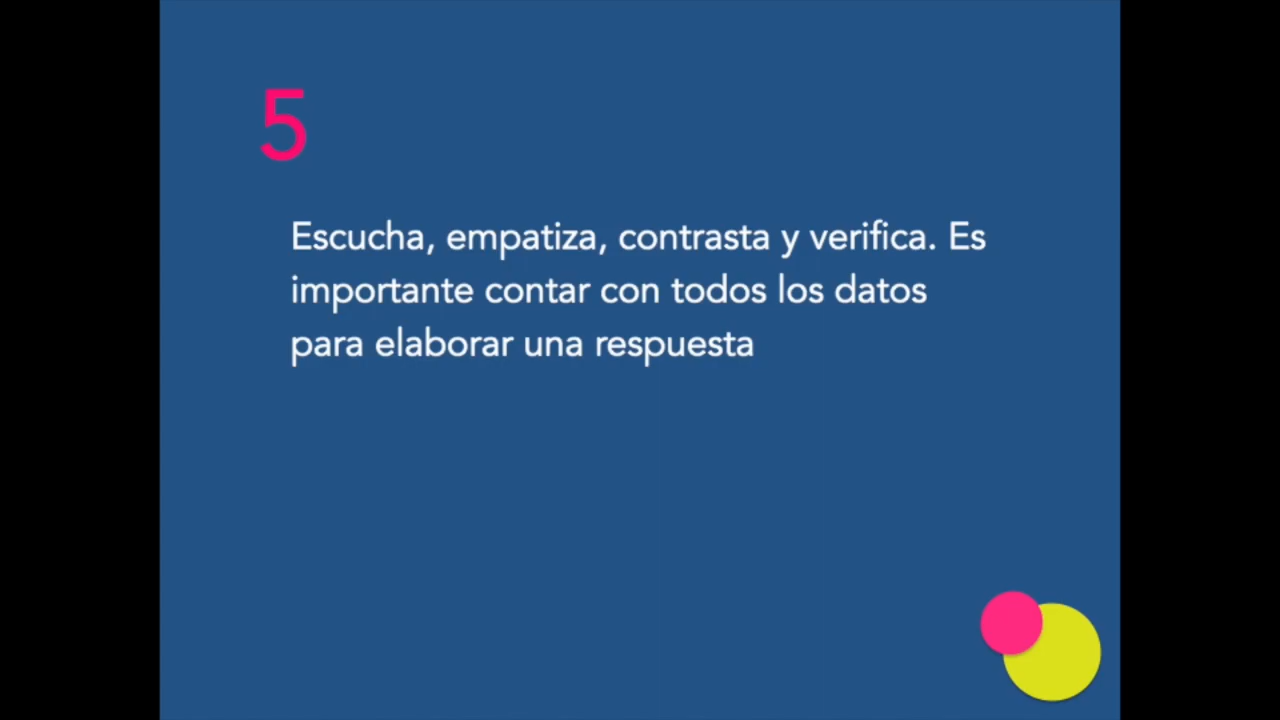 5
Escucha, empatiza, contrasta y verifica. Es
importante contar con todos los datos
para elaborar una respuesta